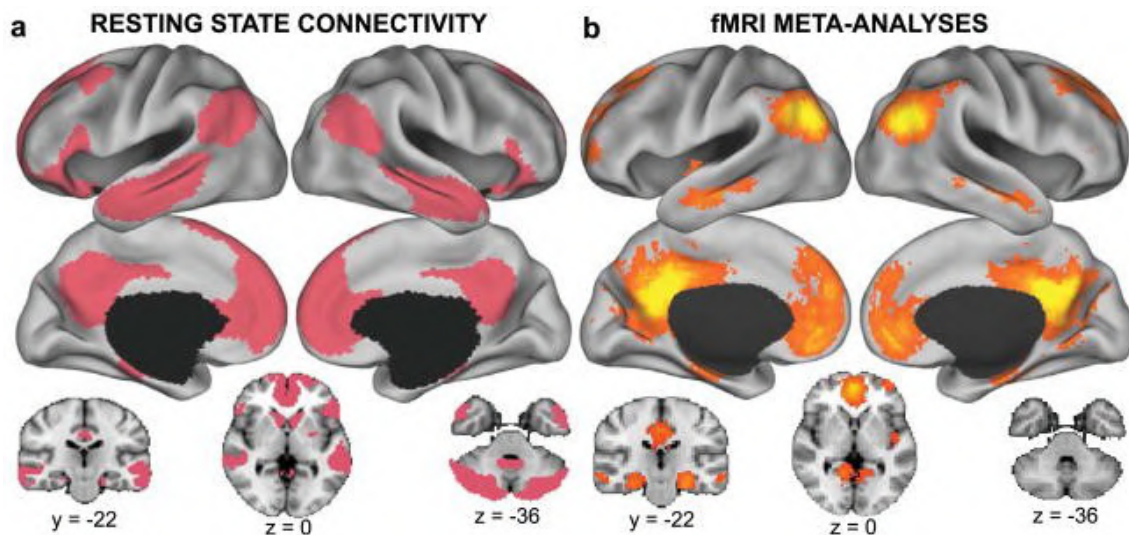 a RESTING STATE CONNECTIVITY
b fMRI META-ANALYSES
y = -22
z = 0
z = -36
y = -22
z = 0
z = -36